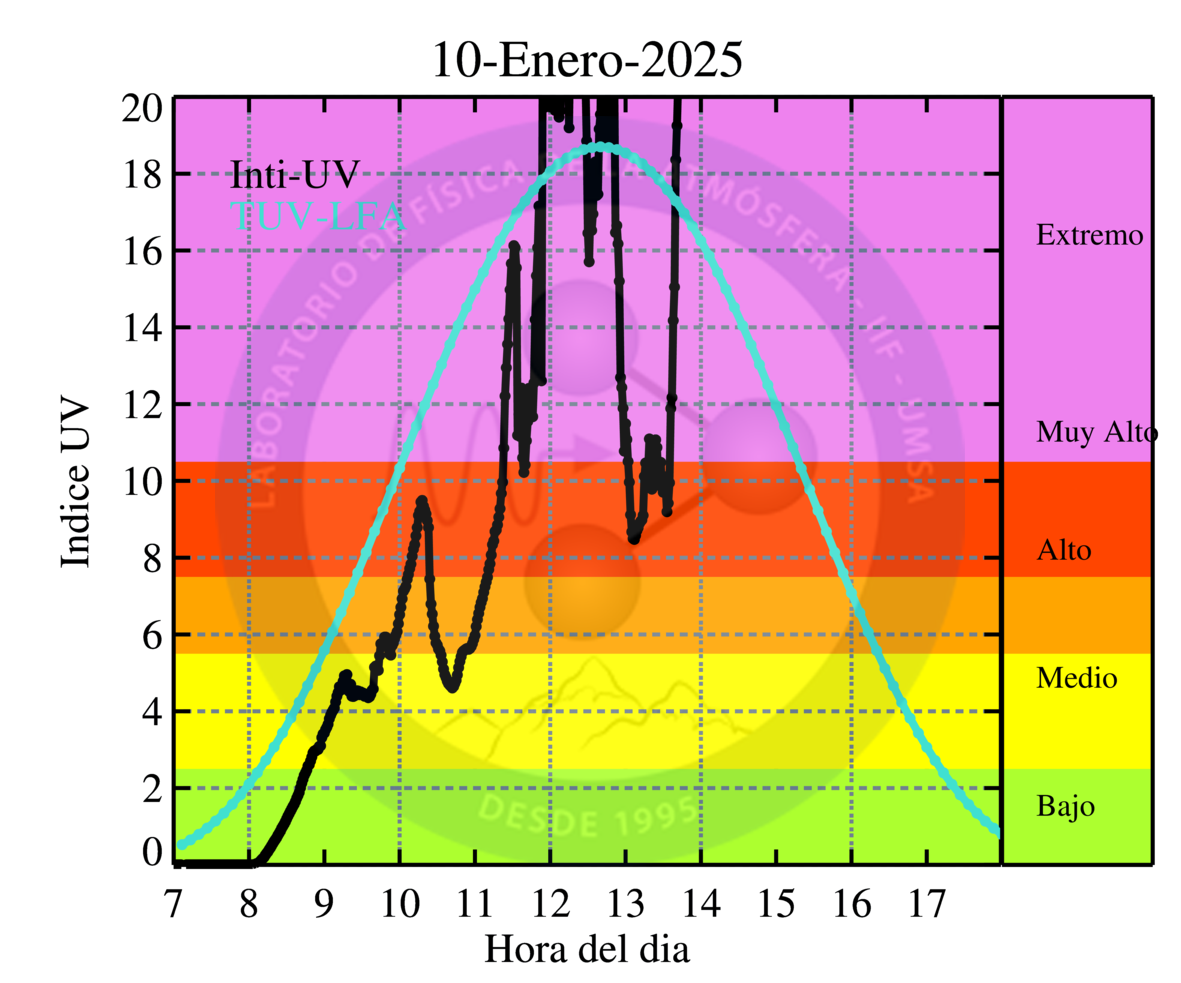 10-Enero-2025
Indice UV
20
18
16
14
12
10
8
6
4
2
0
Inti-UV
TUV-LFA
LABORATORIO DE FÍSICA DE LA ATMÓSFERA - IIF - UMSA
DESDE 1995
Extremo
Muy Alto
Alto
Medio
Bajo
7 8 9 10 11 12 13 14 15 16 17
Hora del dia